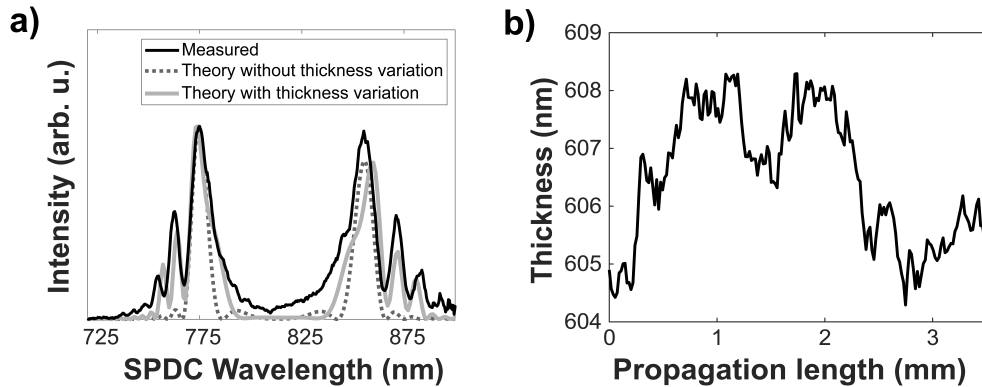 a)
Intensity (arb. u.)
Measured
Theory without thickness variation
Theory with thickness variation
725 775 825 875
SPDC Wavelength (nm)
b)
Thickness (nm)
609
608
607
606
605
604
0 1 2 3
Propagation length (mm)